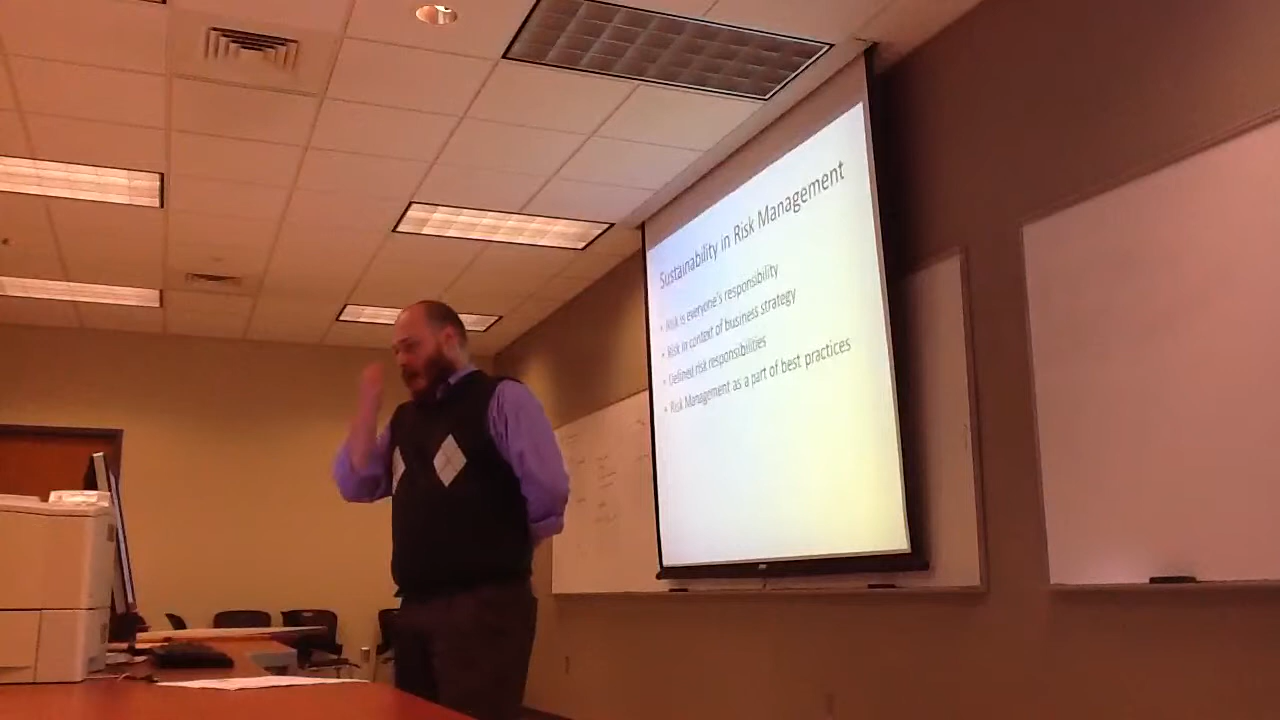 Sustainability in Risk Management
• Risk is everyone's responsibility
• Risk in context of business strategy
• Defined risk responsibilities
• Risk Management as a part of best practices